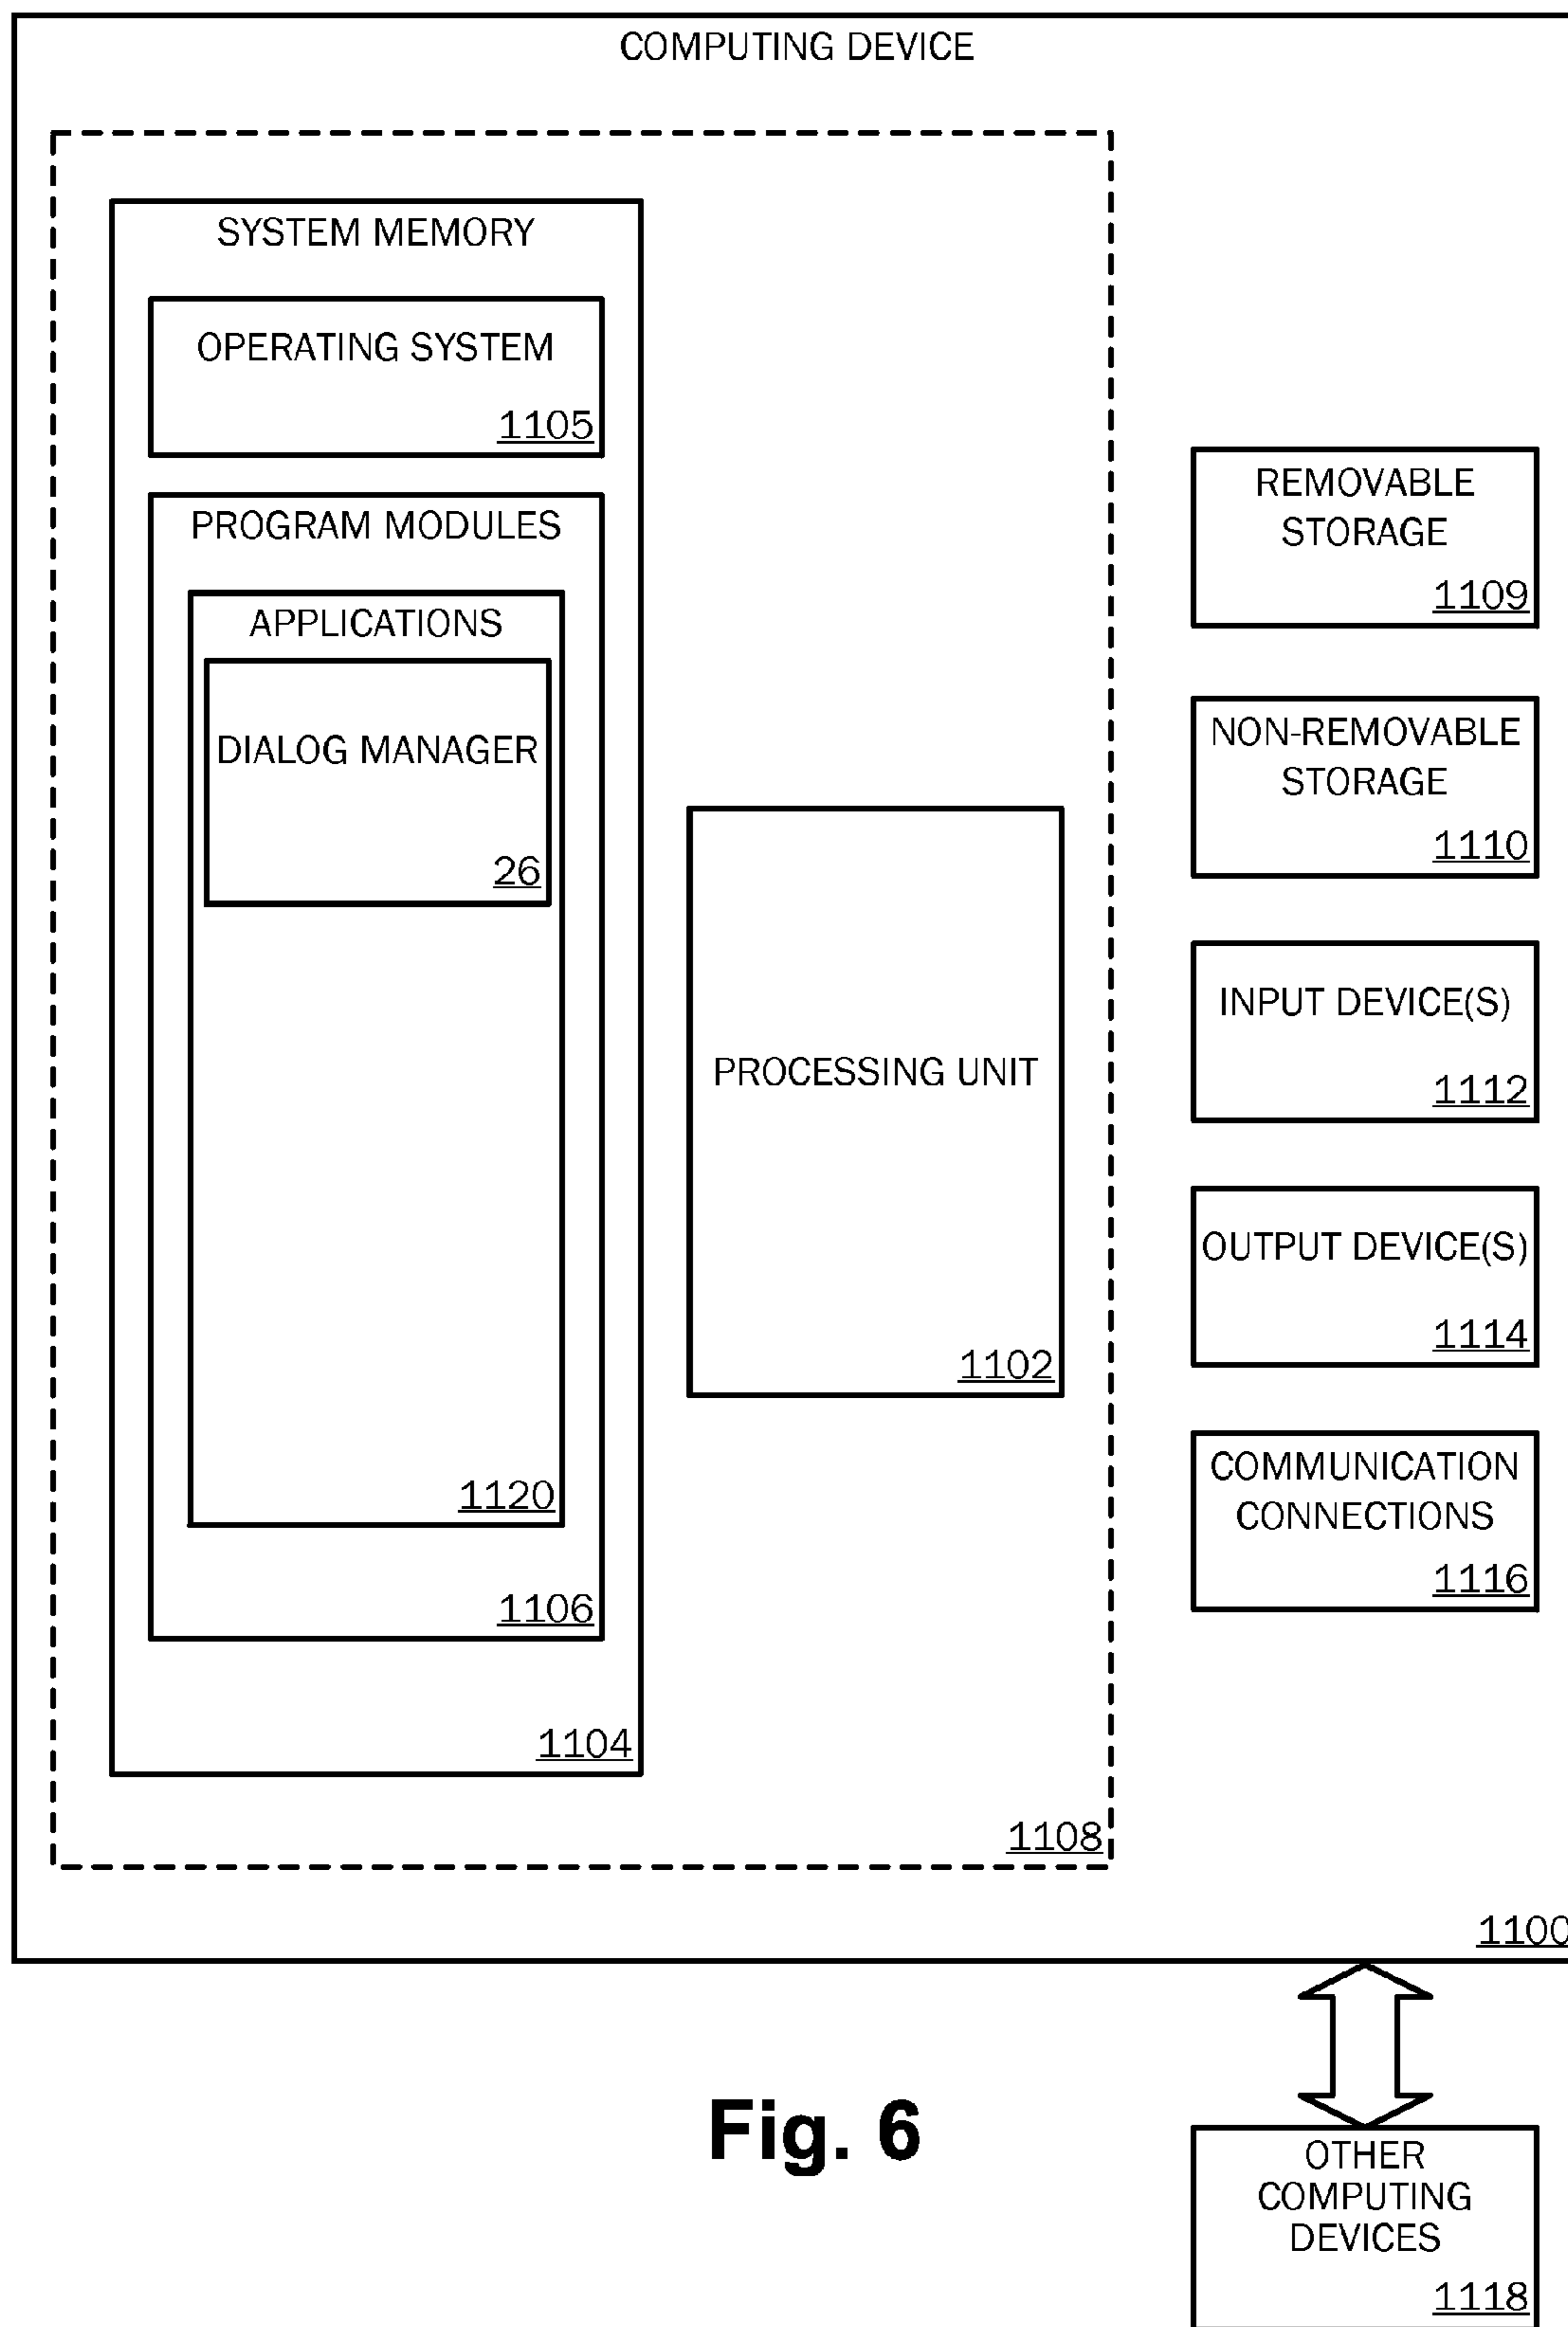 COMPUTING DEVICE
SYSTEM MEMORY
OPERATING SYSTEM
1105
PROGRAM MODULES
APPLICATIONS
DIALOG MANAGER
26
1120
1106
1104
PROCESSING UNIT
1102
1108
REMOVABLE
STORAGE
1109
NON-REMOVABLE
STORAGE
1110
INPUT DEVICE(S)
1112
OUTPUT DEVICE(S)
1114
COMMUNICATION
CONNECTIONS
1116
1100
Fig. 6
OTHER
COMPUTING
DEVICES
1118